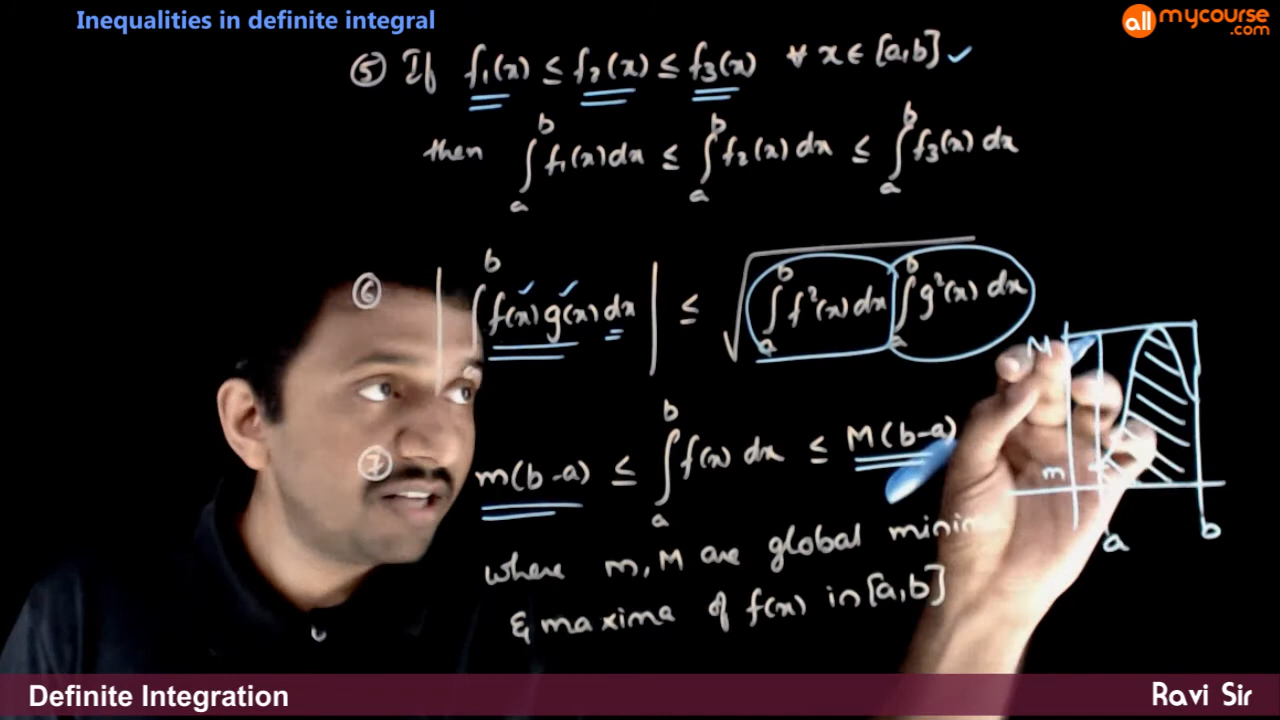 Inequalities in definite integral
all mycourse .com
⑤ If f₁(x) ≤ f₂(x) ≤ f₃(x) ∀ x ∈ [a,b] ✓
then ∫ₐᵇ f₁(x) dx ≤ ∫ₐᵇ f₂(x) dx ≤ ∫ₐᵇ f₃(x) dx
⑥ | ∫ₐᵇ f(x) g(x) dx | ≤ √( ∫ₐᵇ f²(x) dx ∫ₐᵇ g²(x) dx )
⑦ m(b-a) ≤ ∫ₐᵇ f(x) dx ≤ M(b-a)
where m, M are global
& maxima of f(x) in [a,b]
M
m
a b
Definite Integration
Ravi Sir